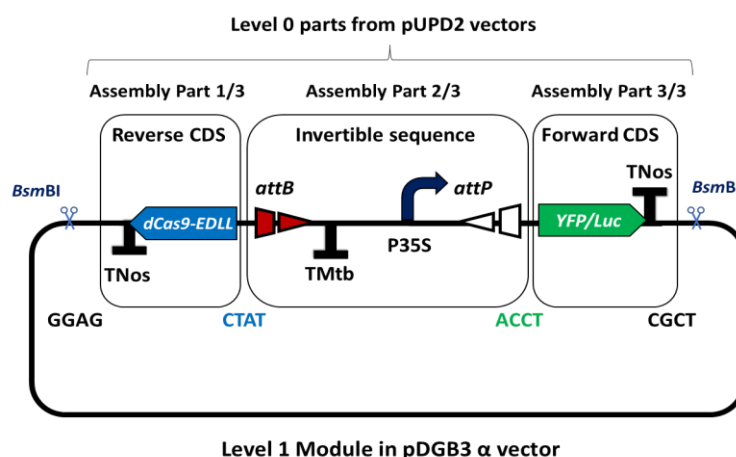 Level 0 parts from pUPD2 vectors
Assembly Part 1/3 Assembly Part 2/3 Assembly Part 3/3
Reverse CDS Invertible sequence Forward CDS
BsmBI attB attP TNos BsmB
dCas9-EDLL YFP/Luc
TNos TMtb P35S
GGAG CTAT ACCT CGCT
Level 1 Module in pDGB3 α vector